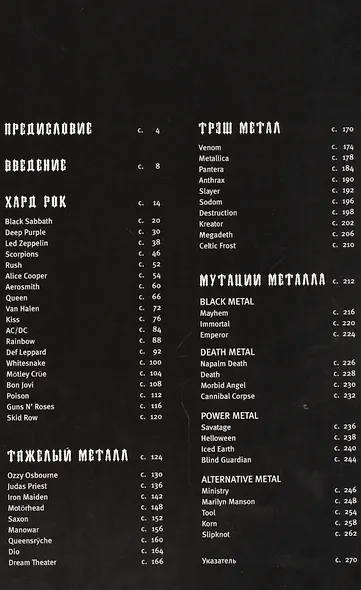 ПРЕДИСЛОВИЕ с. 4
ВВЕДЕНИЕ с. 8
ХАРД РОК с. 14
Black Sabbath с. 20
Deep Purple с. 30
Led Zeppelin с. 38
Scorpions с. 46
Rush с. 52
Alice Cooper с. 54
Aerosmith с. 60
Queen с. 66
Van Halen с. 72
Kiss с. 76
AC/DC с. 84
Rainbow с. 88
Def Leppard с. 92
Whitesnake с. 100
Mötley Crüe с. 104
Bon Jovi с. 108
Poison с. 112
Guns N' Roses с. 116
Skid Row с. 120
ТЯЖЕЛЫЙ МЕТАЛЛ с. 124
Ozzy Osbourne с. 130
Judas Priest с. 136
Iron Maiden с. 142
Motörhead с. 148
Saxon с. 152
Manowar с. 156
Queensrÿche с. 160
Dio с. 164
Dream Theater с. 166
ТРЭШ МЕТАЛ с. 170
Venom с. 174
Metallica с. 178
Pantera с. 184
Anthrax с. 190
Slayer с. 192
Sodom с. 196
Destruction с. 198
Kreator с. 202
Megadeth с. 206
Celtic Frost с. 210
МУТАЦИИ МЕТАЛЛА с. 212
BLACK METAL
Mayhem с. 216
Immortal с. 220
Emperor с. 224
DEATH METAL
Napalm Death с. 226
Death с. 228
Morbid Angel с. 230
Cannibal Corpse с. 232
POWER METAL
Savatage с. 236
Helloween с. 238
Iced Earth с. 240
Blind Guardian с. 244
ALTERNATIVE METAL
Ministry с. 246
Marilyn Manson с. 248
Tool с. 254
Korn с. 258
Slipknot с. 262
Указатель с. 270